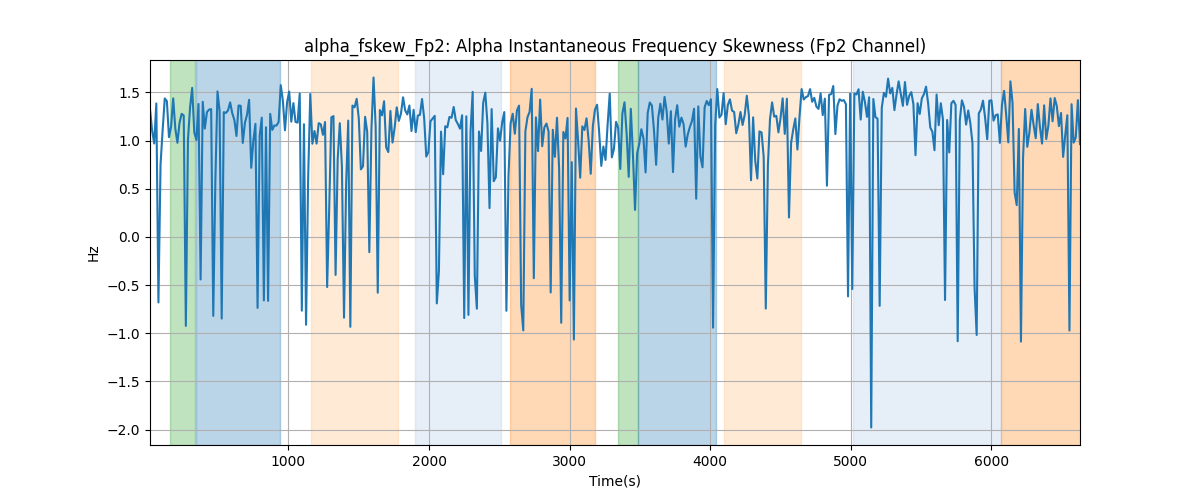 alpha_fskew_Fp2: Alpha Instantaneous Frequency Skewness (Fp2 Channel)
Hz
1.5
1.0
0.5
0.0
−0.5
−1.0
−1.5
−2.0
1000 2000 3000 4000 5000 6000
Time(s)